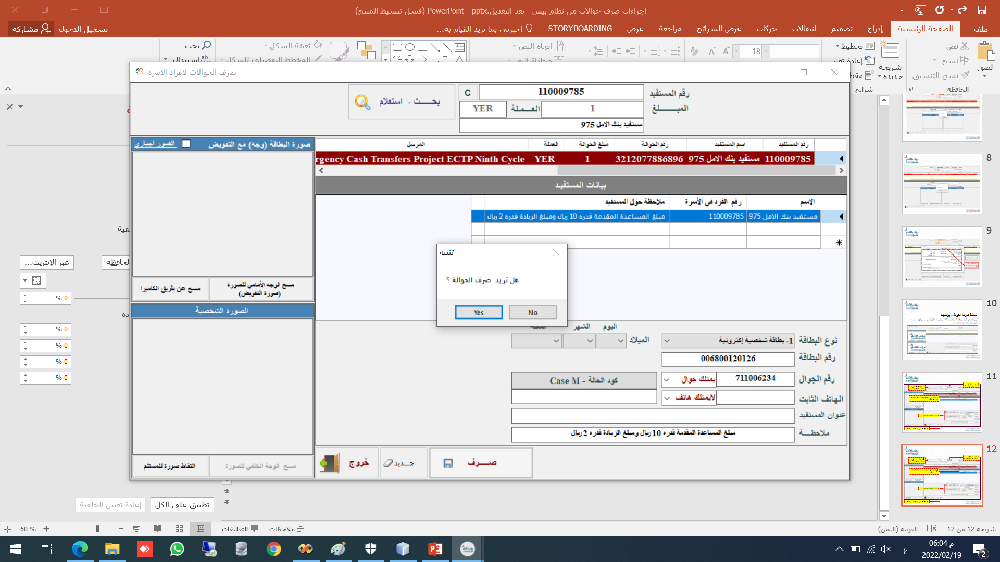 اجراءات صرف حوالات من نظام بيس - بعد التعديل.pptx - PowerPoint (فشل تنشيط المنتج)
ملف
الصفحة الرئيسية
إدراج
تصميم
انتقالات
حركات
عرض الشرائح
مراجعة
عرض
STORYBOARDING
أخبرني بما تريد القيام به...
تسجيل الدخول
مشاركة
لصق
قص
نسخ
نسخ التنسيق
الحافظة
شريحة جديدة
تخطيط
إعادة تعيين
شرائح
18
اتجاه النص
محاذاة النص
تعبئة الشكل
المخطط التفصيلي للشكل
بحث
استبدال
صرف الحوالات لافراد الاسرة
رقم المستفيد
110009785
C
بحـــث - استعلام
المبـــــلغ
1
العـــملة
YER
مستفيد بنك الامل 975
رقم المستفيد
اسم المستفيد
رقم الحوالة
مبلغ الحوالة
العملة
المرسل
110009785
مستفيد بنك الامل 975
3212077886896
1
YER
rgency Cash Transfers Project ECTP Ninth Cycle
بيانات المستفيد
الاسم
رقم الفرد في الأسرة
ملاحظة حول المستفيد
مستفيد بنك الامل 975
110009785
مبلغ المساعدة المقدمة قدره 10 ريال ومبلغ الزيادة قدره 2 ريال
صورة البطاقة (وجه) مع التفويض
الصور اجباري
مسح الوجه الأمامي للصورة (صورة التفويض)
مسح عن طريق الكاميرا
الصورة الشخصية
مسح الوجة الخلفي للصورة
التقاط صورة للمستلم
تنبية
هل تريد صرف الحوالة ؟
Yes
No
اليوم
الشهر
نوع البطاقة
1- بطاقة شخصية إلكترونية
الميلاد
رقم البطاقة
006800120126
رقم الجوال
711006234
يمتلك جوال
كود الحالة - Case M
الهاتف الثابت
لايمتلك هاتف
عنوان المستفيد
ملاحظـــة
مبلغ المساعدة المقدمة قدره 10 ريال ومبلغ الزيادة قدره 2 ريال
صـــرف
جـــديد
خروج
عبر الإنترنت...
الحافظة
0 %
0 %
0 %
0 %
0 %
تطبيق على الكل
إعادة تعيين الخلفية
8
9
10
11
12
شريحة 12 من 12
العربية (اليمن)
ملاحظات
التعليقات
60 %
ع
06:04 م
2022/02/19
2